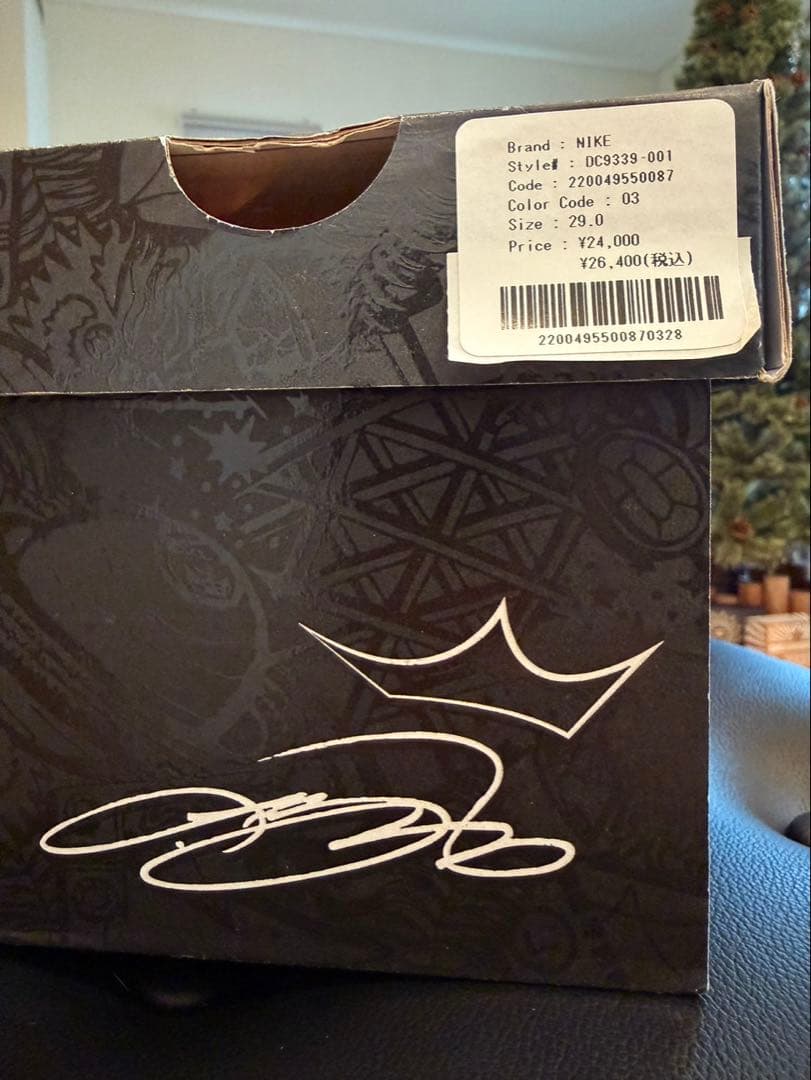 Brand : NIKE
Style# : DC9339-001
Code : 220049550087
Color Code : 03
Size : 29.0
Price : ¥24,000
¥26,400(税込)
2200495500870328